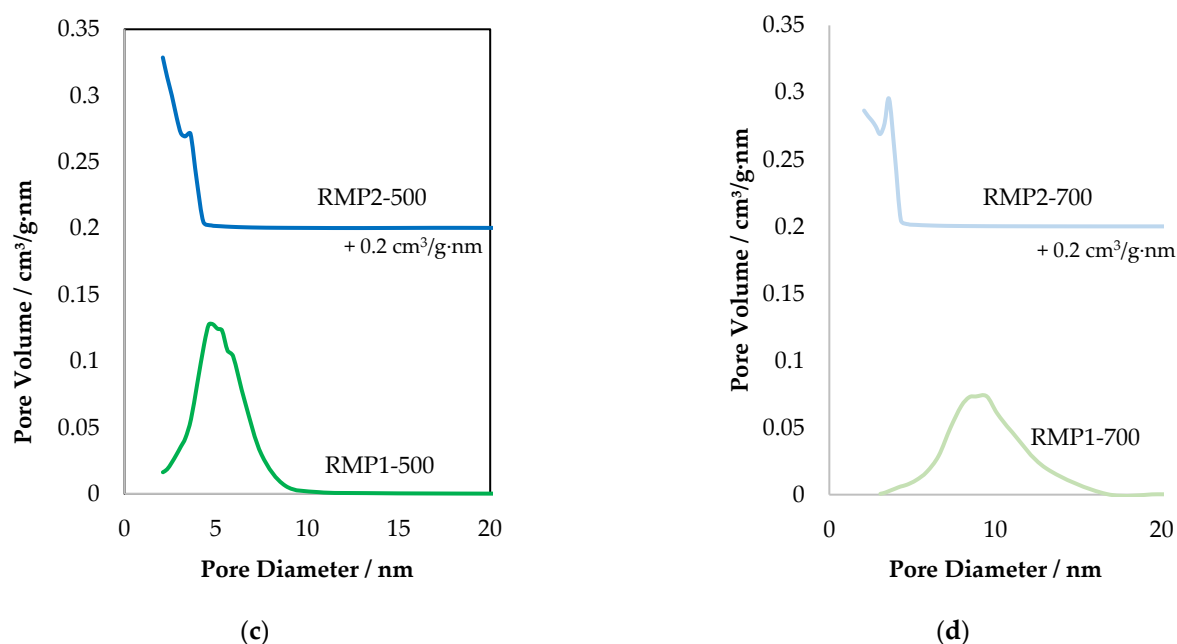 0.35
0.3
0.25
0.2
0.15
0.1
0.05
0
Pore Volume / cm³/g·nm
RMP2-500
+ 0.2 cm³/g·nm
RMP1-500
0 5 10 15 20
Pore Diameter / nm
(c)
0.35
0.3
0.25
0.2
0.15
0.1
0.05
0
Pore Volume / cm³/g·nm
RMP2-700
+ 0.2 cm³/g·nm
RMP1-700
0 10 20
Pore Diameter / nm
(d)